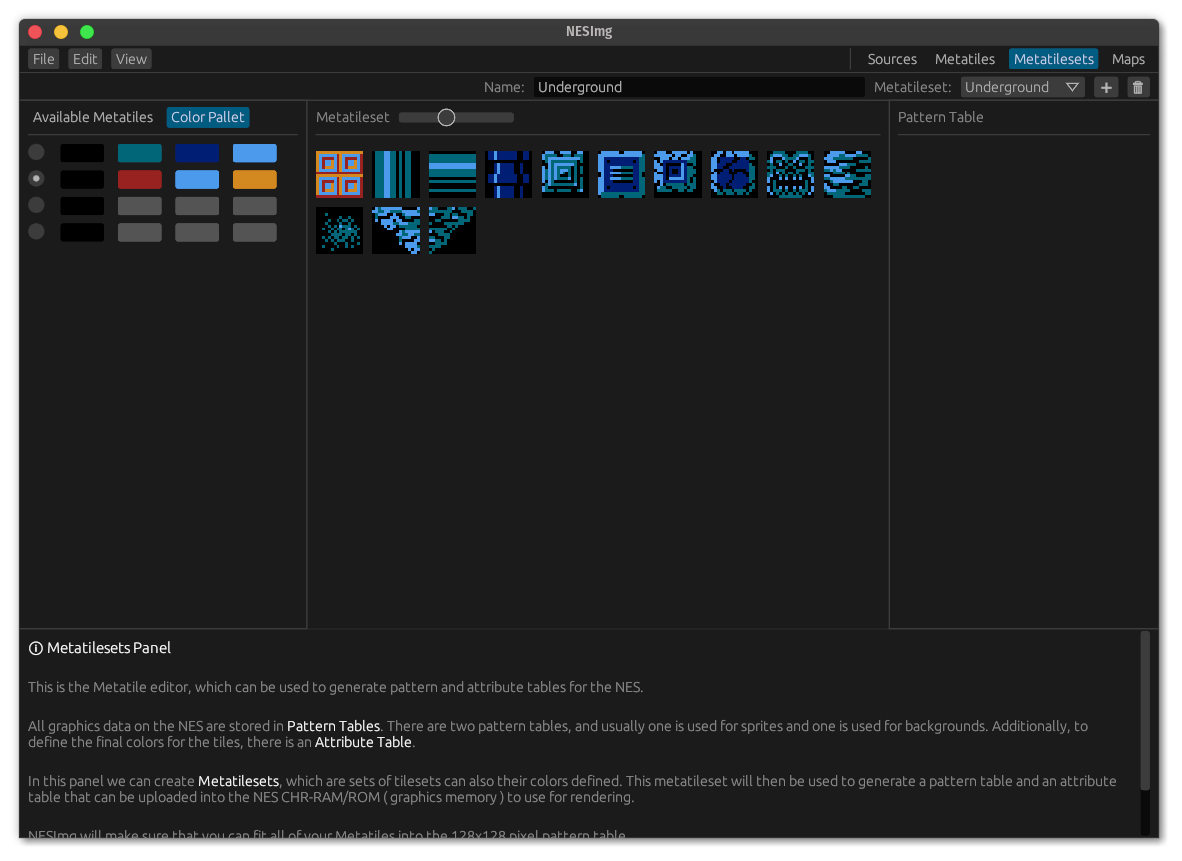 NESImg
File Edit View Sources Metatiles Metatilesets Maps
Name: Underground Metatileset: Underground
Available Metatiles Color Pallet Metatileset Pattern Table
Metatilesets Panel
This is the Metatile editor, which can be used to generate pattern and attribute tables for the NES.
All graphics data on the NES are stored in Pattern Tables. There are two pattern tables, and usually one is used for sprites and one is used for backgrounds. Additionally, to
define the final colors for the tiles, there is an Attribute Table.
In this panel we can create Metatilesets, which are sets of tilesets can also their colors defined. This metatileset will then be used to generate a pattern table and an attribute
table that can be uploaded into the NES CHR-RAM/ROM ( graphics memory ) to use for rendering.
NESImg will make sure that you can fit all of your Metatiles into the 128x128 pixel pattern table